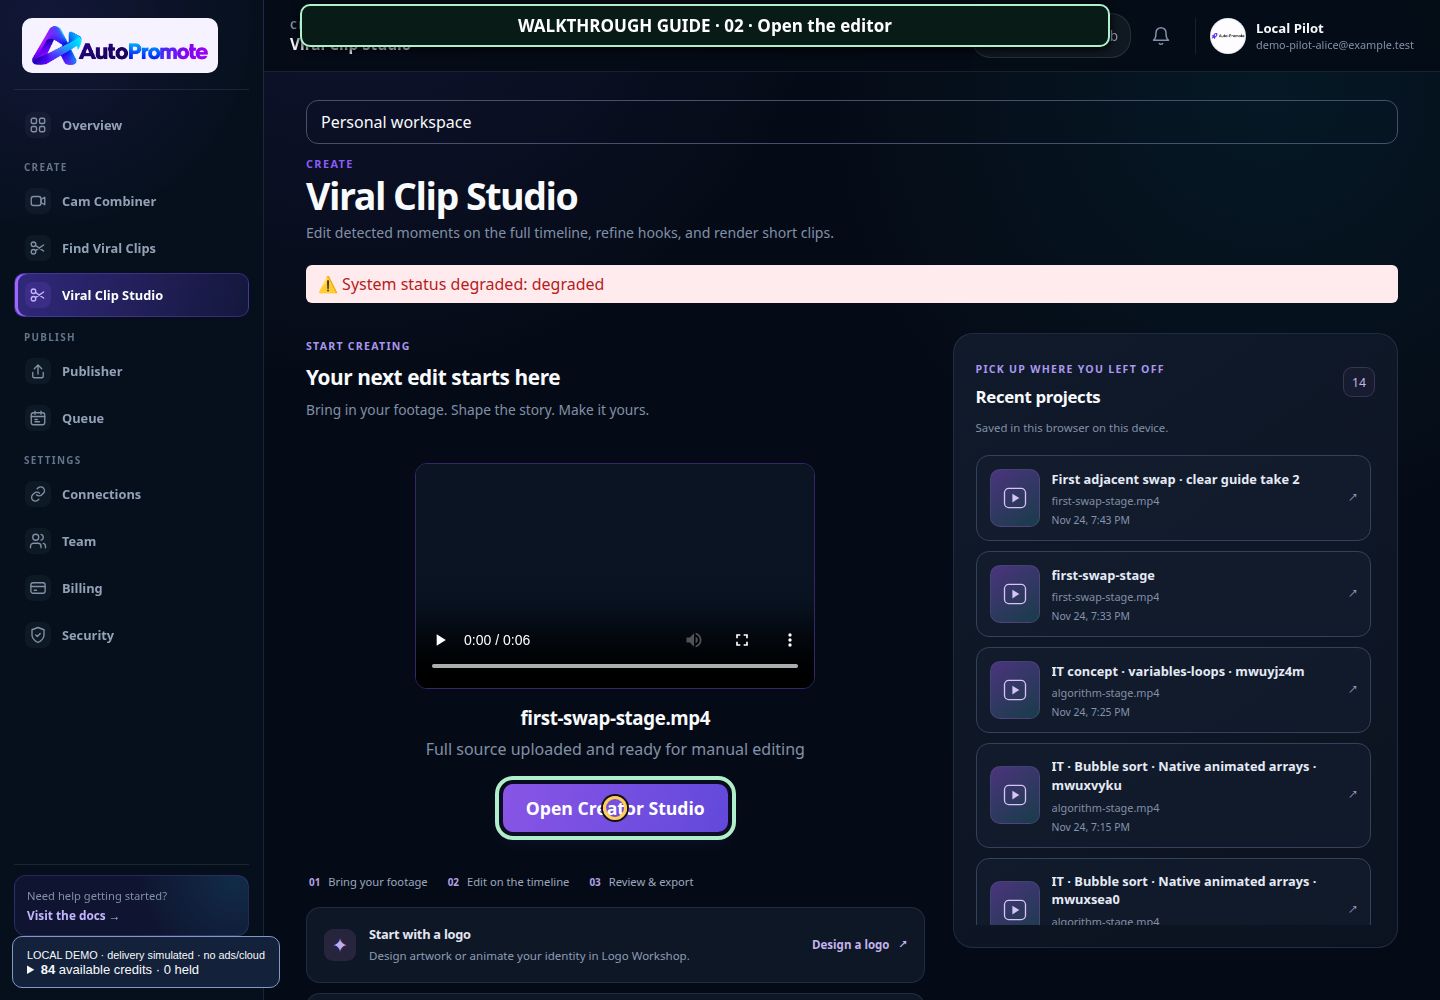 AutoPromote
Overview
CREATE
Cam Combiner
Find Viral Clips
Viral Clip Studio
PUBLISH
Publisher
Queue
SETTINGS
Connections
Team
Billing
Security
Need help getting started?
Visit the docs →
LOCAL DEMO · delivery simulated · no ads/cloud
84 available credits · 0 held
WALKTHROUGH GUIDE · 02 · Open the editor
Viral Clip Studio
Local Pilot
demo-pilot-alice@example.test
Personal workspace
CREATE
Viral Clip Studio
Edit detected moments on the full timeline, refine hooks, and render short clips.
⚠️ System status degraded: degraded
START CREATING
Your next edit starts here
Bring in your footage. Shape the story. Make it yours.
0:00 / 0:06
first-swap-stage.mp4
Full source uploaded and ready for manual editing
Open Creator Studio
01 Bring your footage 02 Edit on the timeline 03 Review & export
Start with a logo
Design artwork or animate your identity in Logo Workshop.
Design a logo ↗
PICK UP WHERE YOU LEFT OFF
Recent projects
14
Saved in this browser on this device.
First adjacent swap · clear guide take 2
first-swap-stage.mp4
Nov 24, 7:43 PM
first-swap-stage
first-swap-stage.mp4
Nov 24, 7:33 PM
IT concept · variables-loops · mwuyjz4m
algorithm-stage.mp4
Nov 24, 7:25 PM
IT · Bubble sort · Native animated arrays ·
mwuxvyku
algorithm-stage.mp4
Nov 24, 7:15 PM
IT · Bubble sort · Native animated arrays ·
mwuxsea0
algorithm-stage.mp4